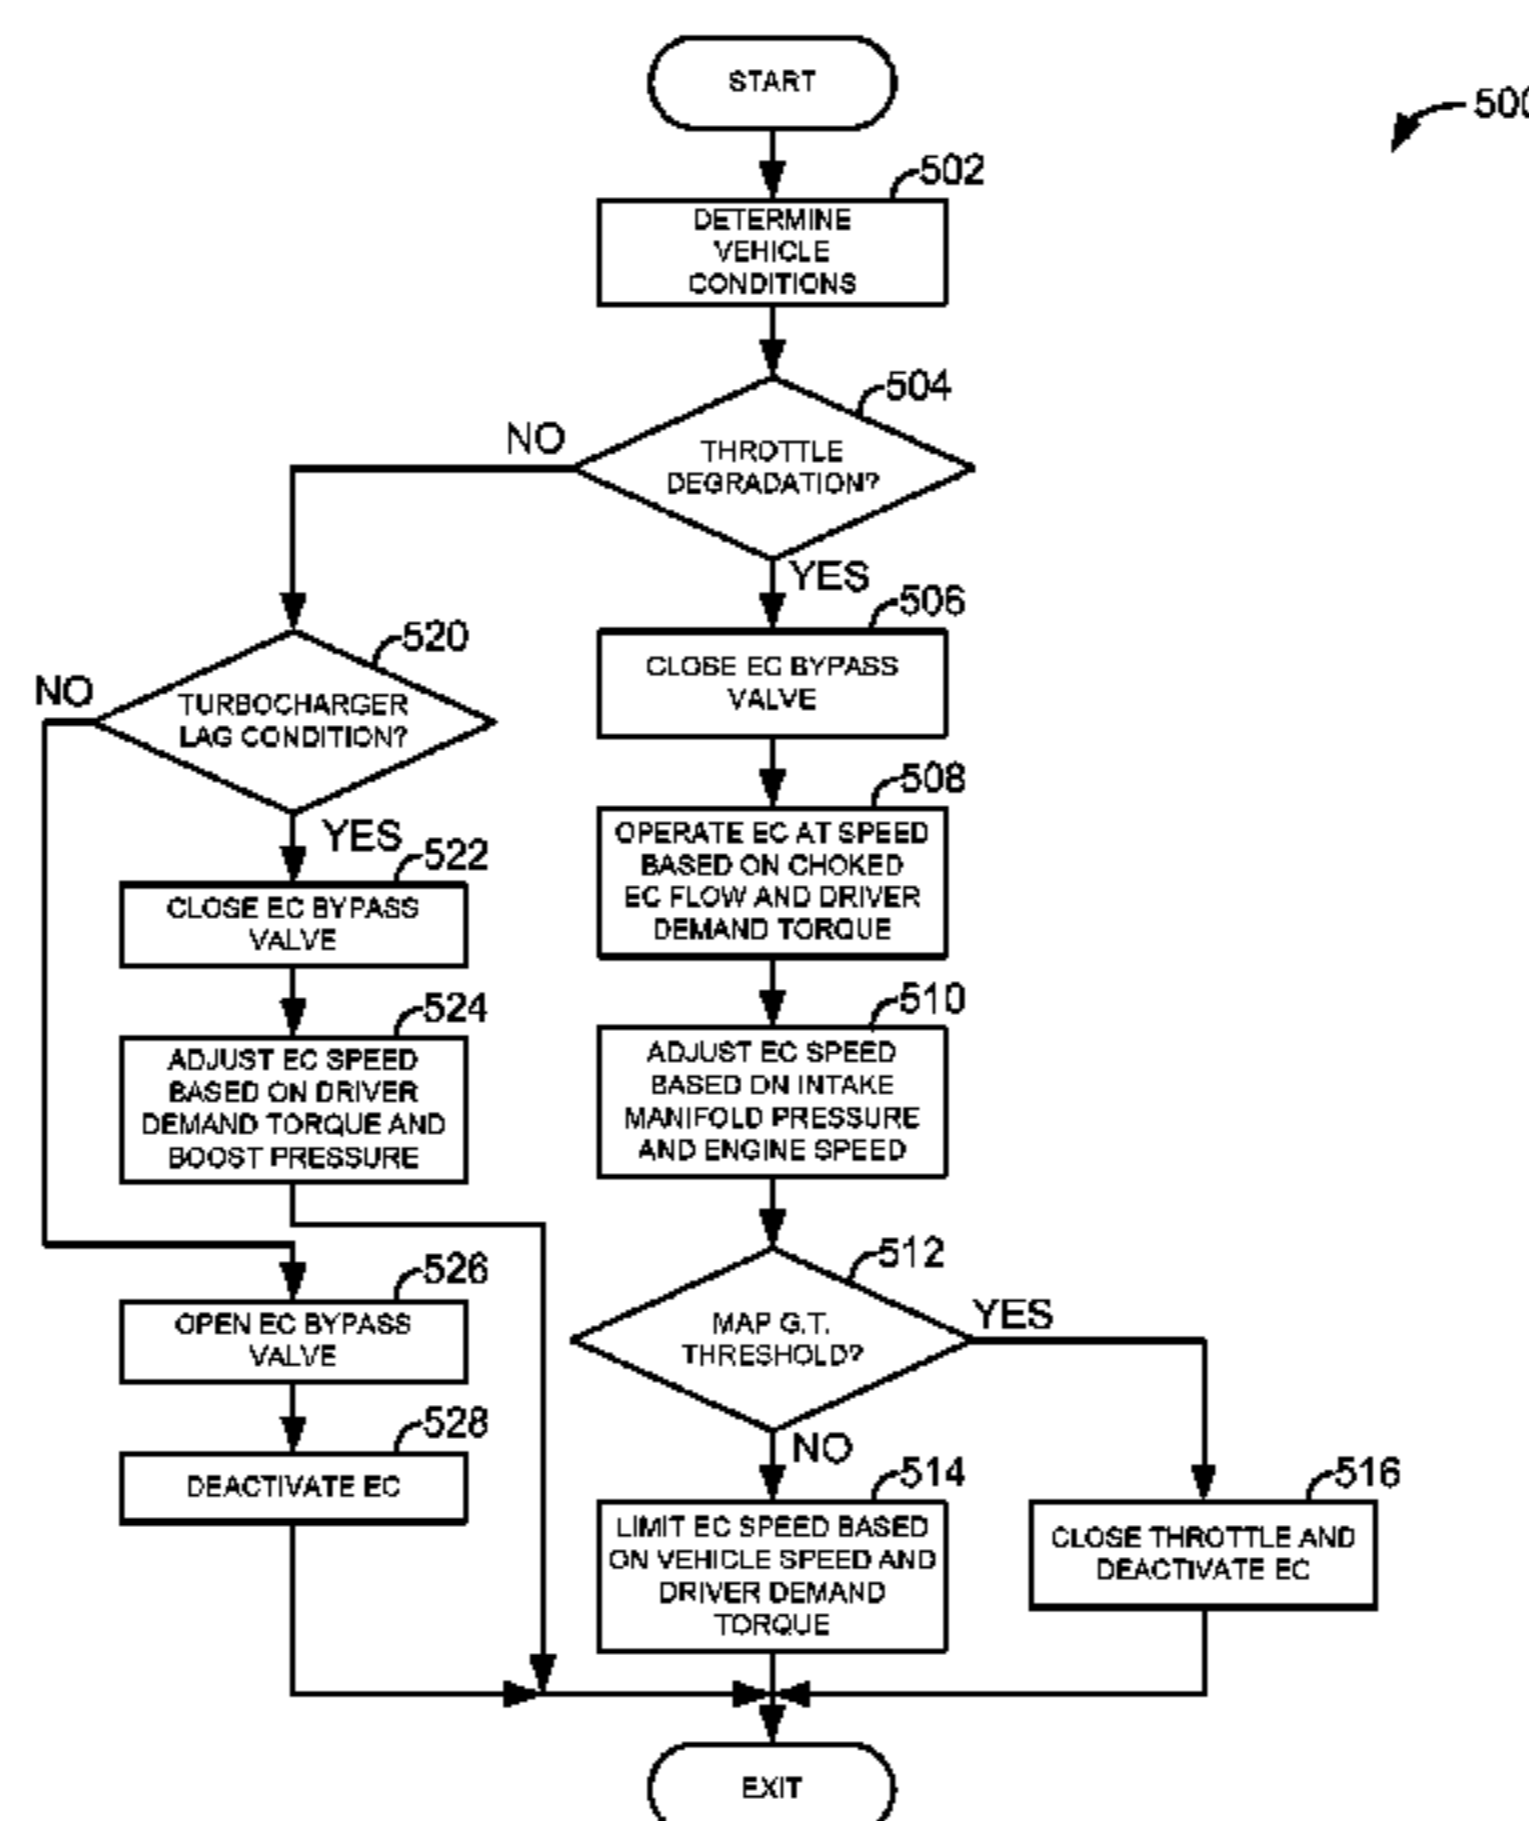 START
500
502
DETERMINE
VEHICLE
CONDITIONS
504
NO
THROTTLE
DEGRADATION?
YES
506
CLOSE EC BYPASS
VALVE
520
NO
TURBOCHARGER
LAG CONDITION?
YES
508
OPERATE EC AT SPEED
BASED ON CHOKED
EC FLOW AND DRIVER
DEMAND TORQUE
522
CLOSE EC BYPASS
VALVE
510
ADJUST EC SPEED
BASED ON INTAKE
MANIFOLD PRESSURE
AND ENGINE SPEED
524
ADJUST EC SPEED
BASED ON DRIVER
DEMAND TORQUE AND
BOOST PRESSURE
512
MAP G.T.
THRESHOLD?
YES
NO
526
OPEN EC BYPASS
VALVE
528
DEACTIVATE EC
514
LIMIT EC SPEED BASED
ON VEHICLE SPEED AND
DRIVER DEMAND
TORQUE
516
CLOSE THROTTLE AND
DEACTIVATE EC
EXIT